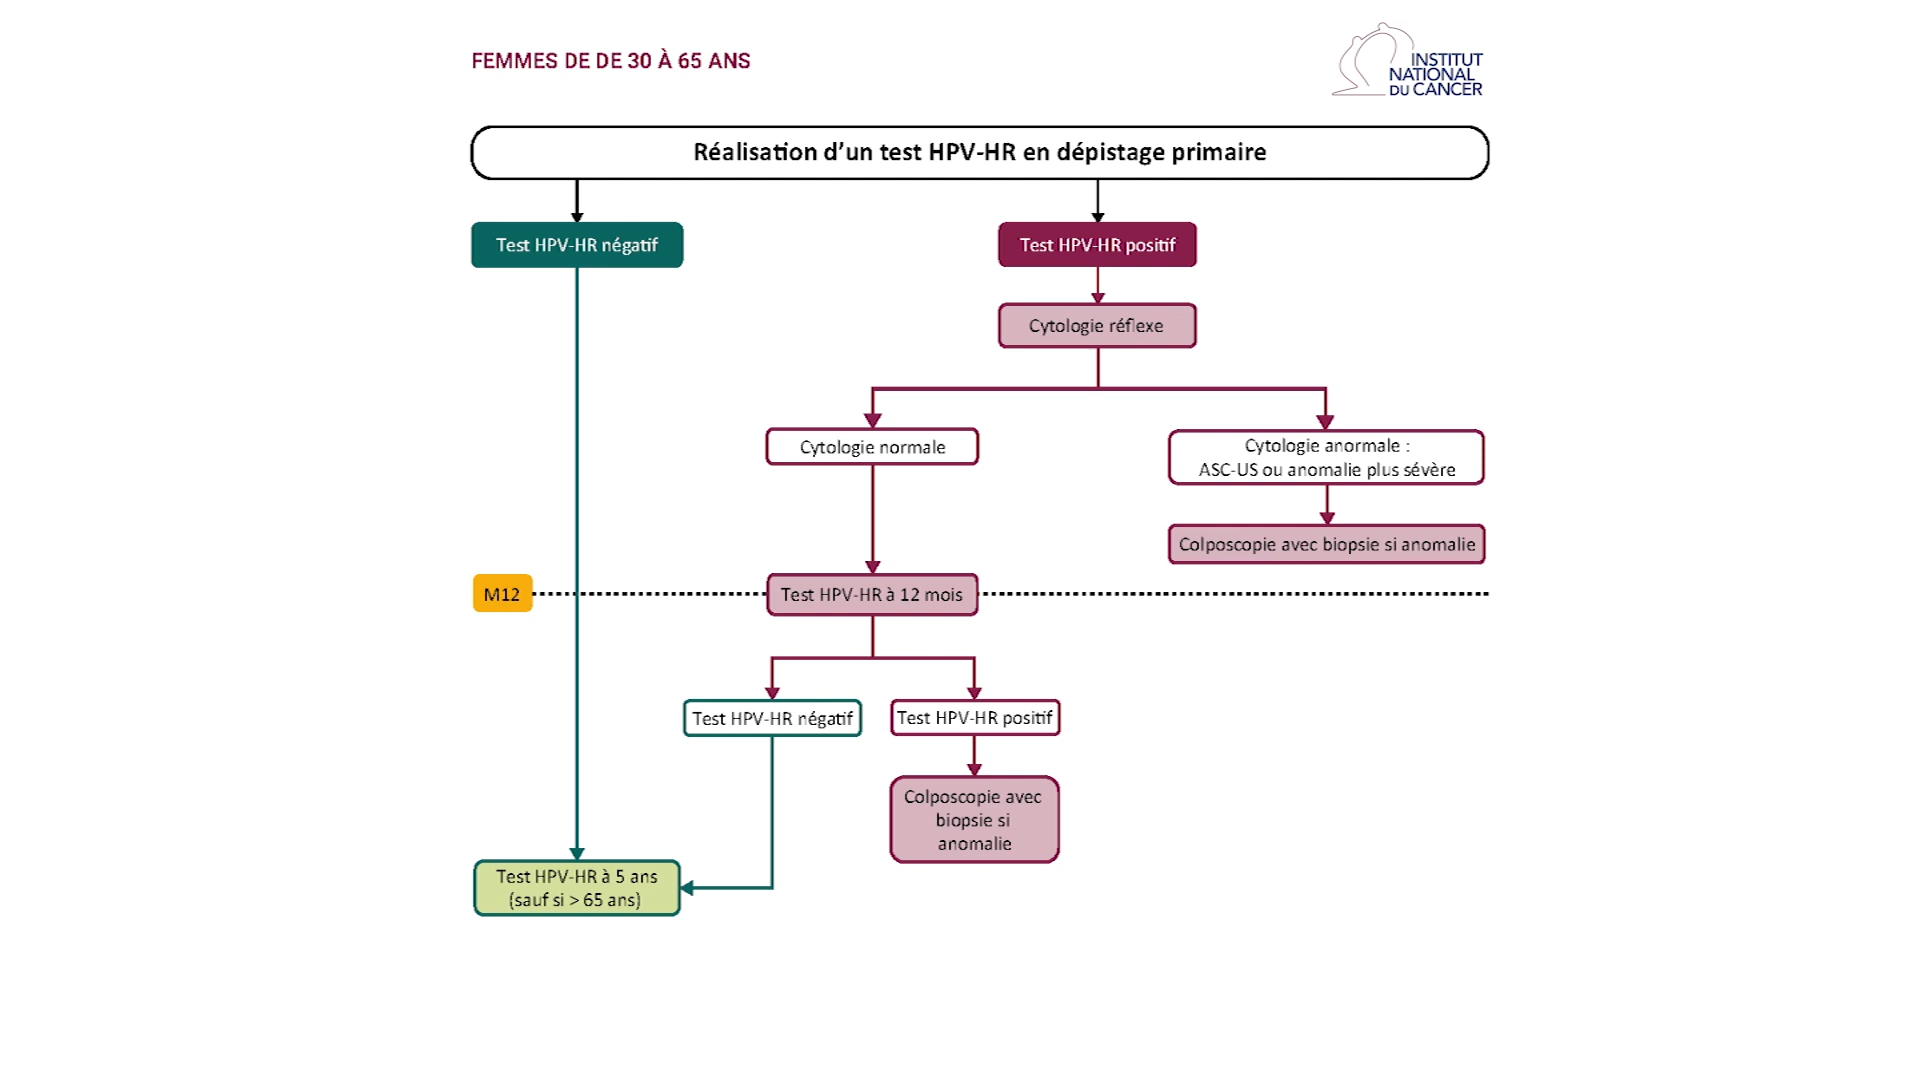 FEMMES DE DE 30 À 65 ANS
INSTITUT
NATIONAL
DU CANCER
Réalisation d’un test HPV-HR en dépistage primaire
Test HPV-HR négatif
Test HPV-HR positif
Cytologie réflexe
Cytologie normale
Cytologie anormale :
ASC-US ou anomalie plus sévère
Colposcopie avec biopsie si anomalie
M12
Test HPV-HR à 12 mois
Test HPV-HR négatif
Test HPV-HR positif
Colposcopie avec
biopsie si
anomalie
Test HPV-HR à 5 ans
(sauf si > 65 ans)